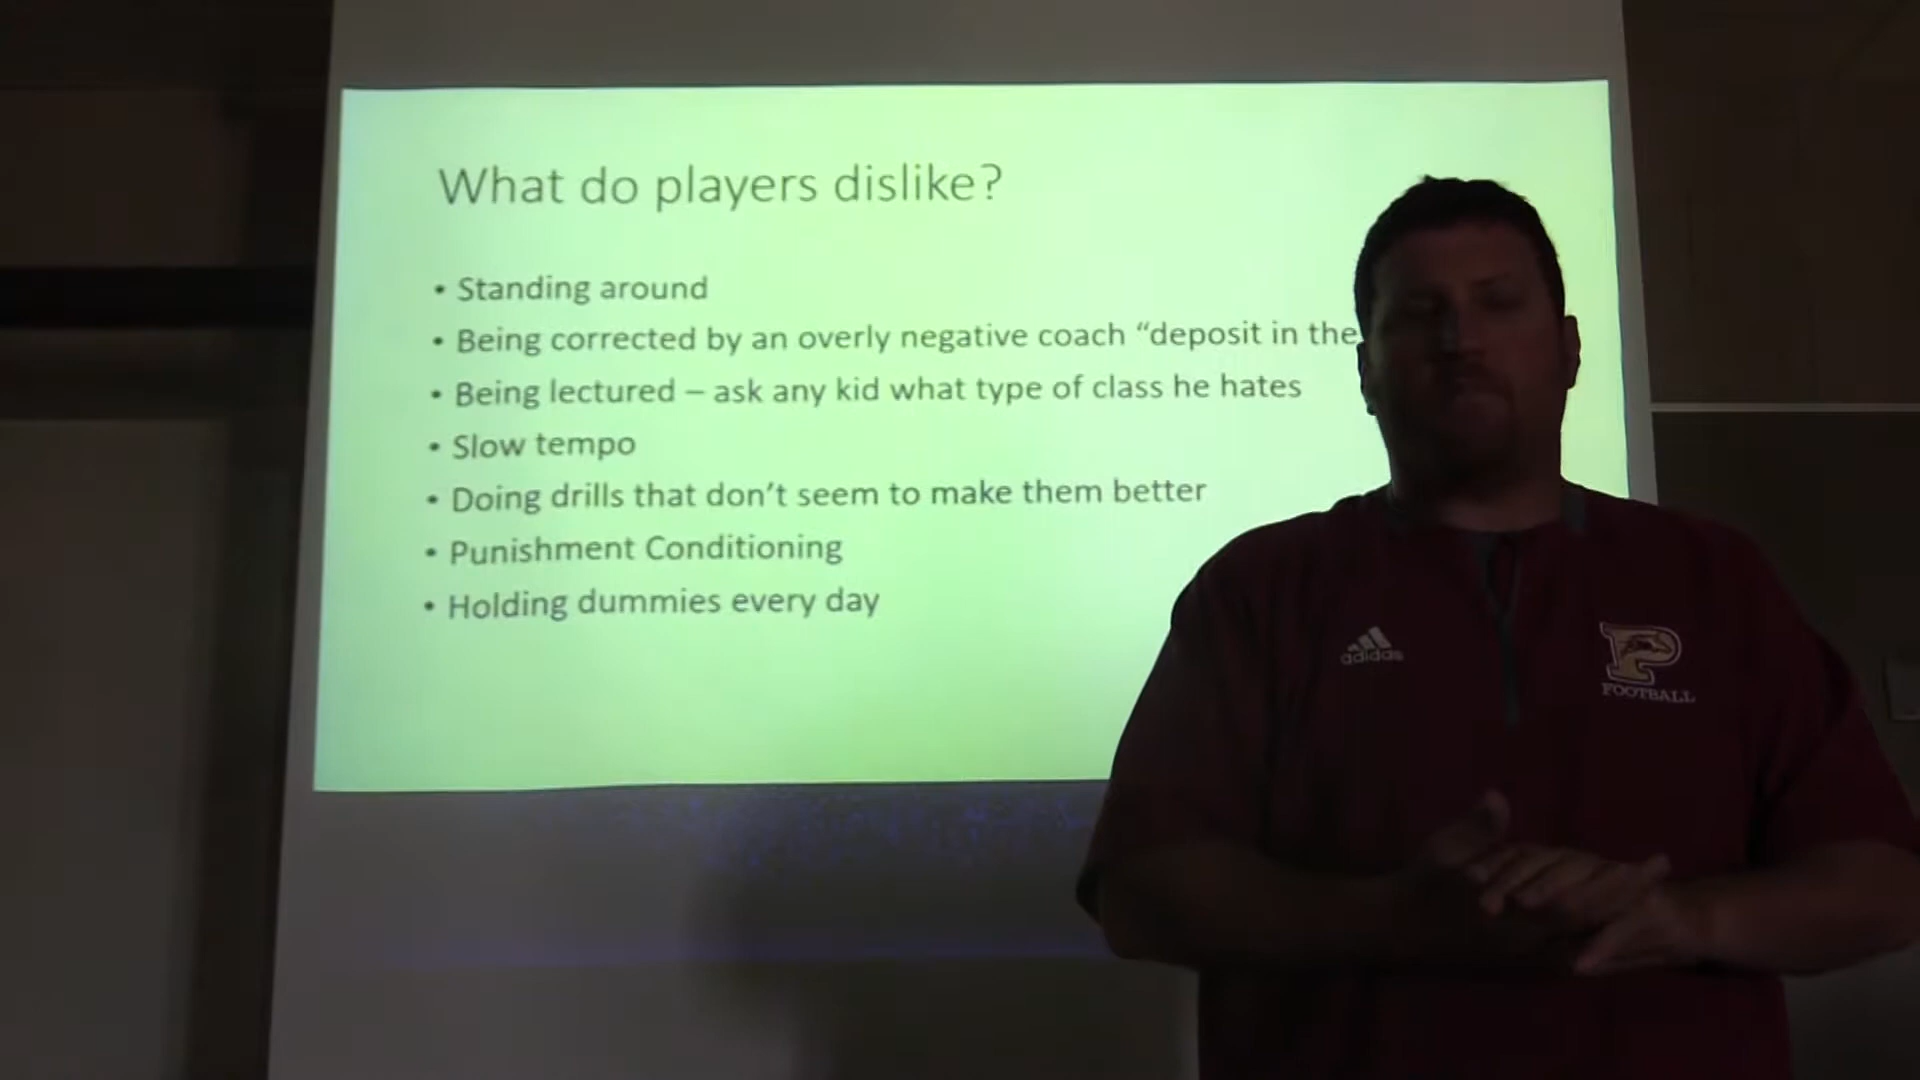 What do players dislike?
• Standing around
• Being corrected by an overly negative coach “deposit in the
• Being lectured – ask any kid what type of class he hates
• Slow tempo
• Doing drills that don’t seem to make them better
• Punishment Conditioning
• Holding dummies every day
adidas
P
FOOTBALL